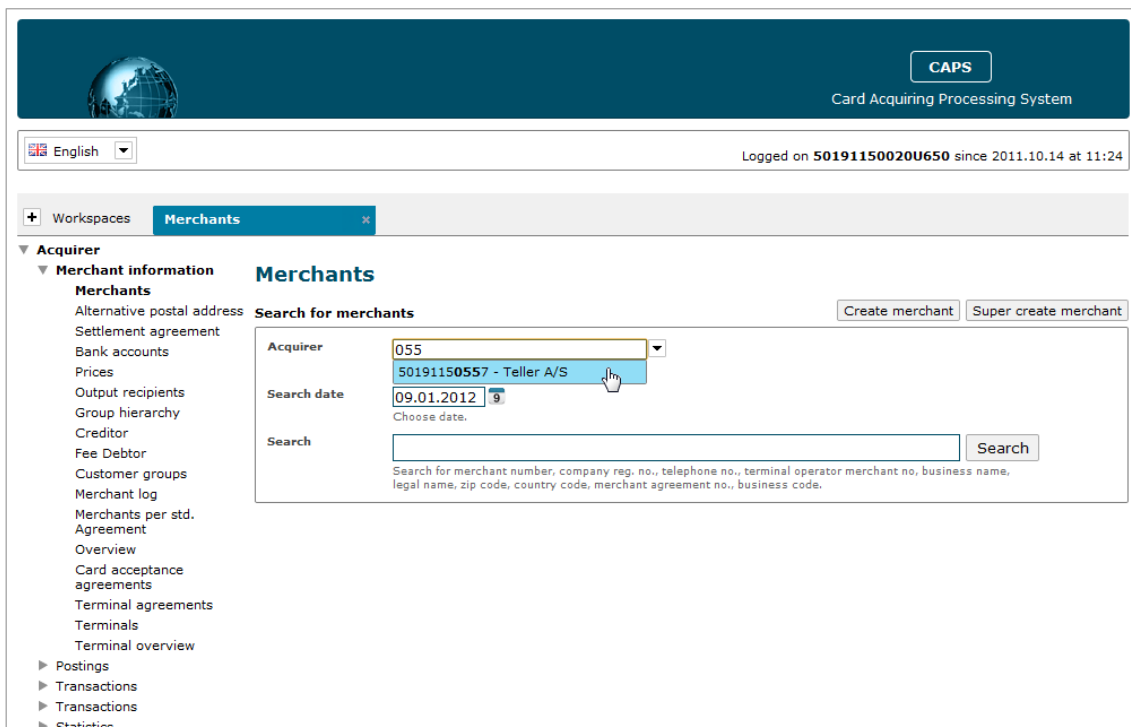 CAPS
Card Acquiring Processing System
English
Logged on 50191150020U650 since 2011.10.14 at 11:24
+ Workspaces
Merchants ×
Acquirer
Merchant information
Merchants
Alternative postal address
Settlement agreement
Bank accounts
Prices
Output recipients
Group hierarchy
Creditor
Fee Debtor
Customer groups
Merchant log
Merchants per std.
Agreement
Overview
Card acceptance
agreements
Terminal agreements
Terminals
Terminal overview
Postings
Transactions
Transactions
Statistics
Merchants
Search for merchants
Create merchant
Super create merchant
Acquirer
055
50191150557 - Teller A/S
Search date
09.01.2012
9
Choose date.
Search
Search
Search for merchant number, company reg. no., telephone no., terminal operator merchant no, business name,
legal name, zip code, country code, merchant agreement no., business code.